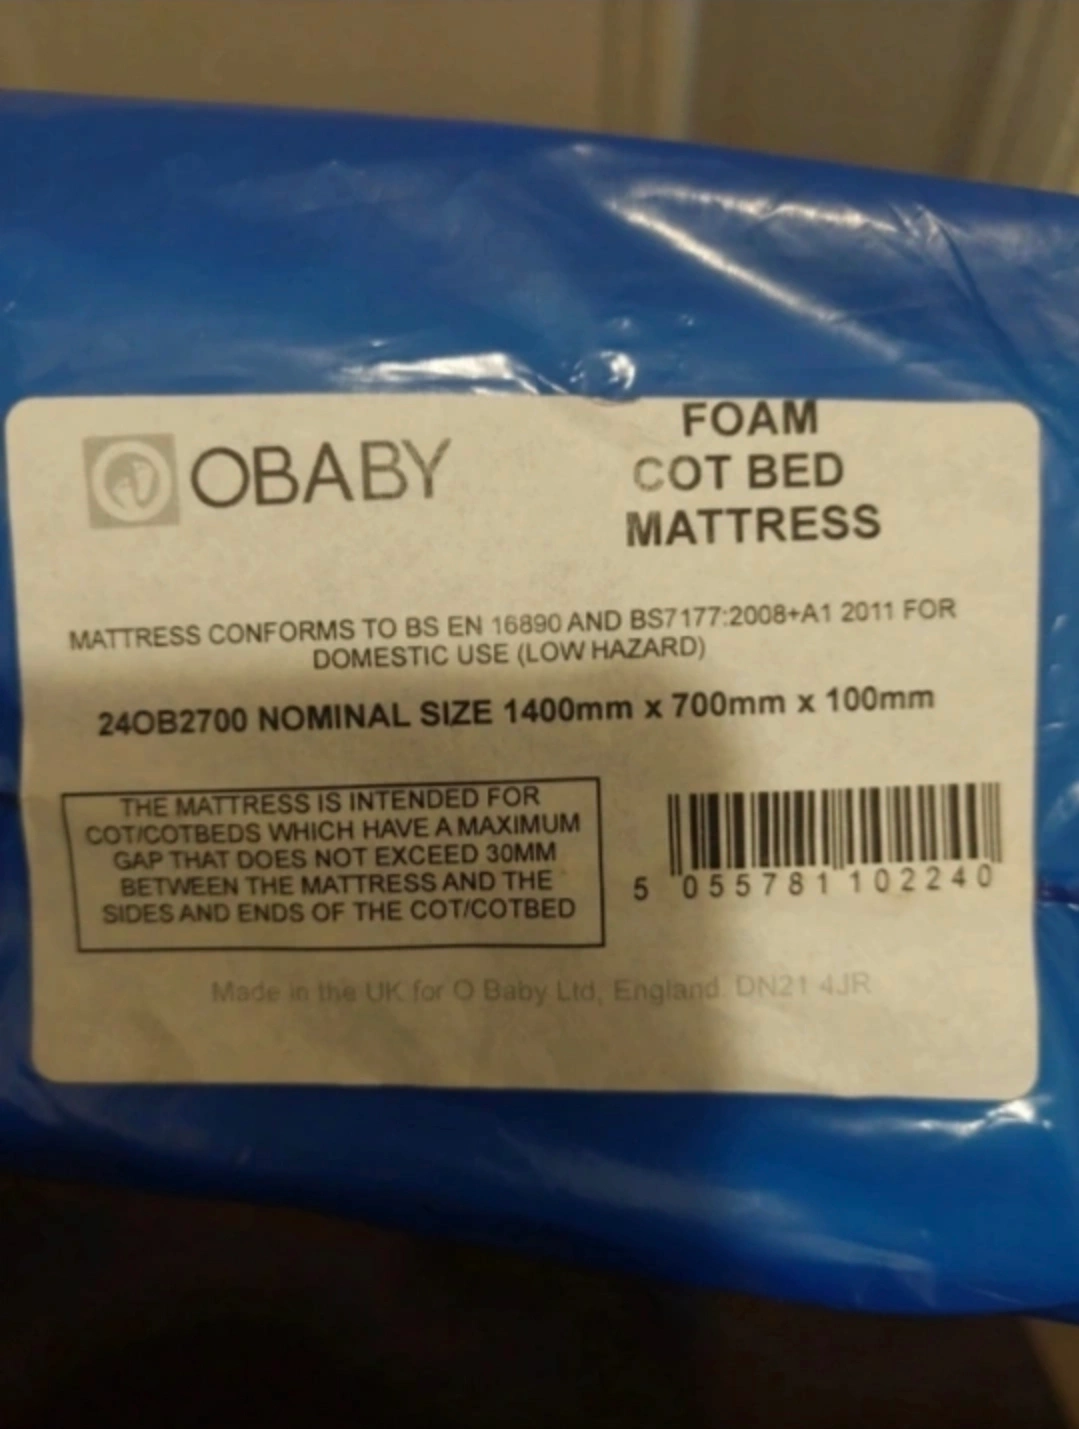 OBABY
FOAM
COT BED
MATTRESS
MATTRESS CONFORMS TO BS EN 16890 AND BS7177:2008+A1 2011 FOR
DOMESTIC USE (LOW HAZARD)
24OB2700 NOMINAL SIZE 1400mm x 700mm x 100mm
THE MATTRESS IS INTENDED FOR
COT/COTBEDS WHICH HAVE A MAXIMUM
GAP THAT DOES NOT EXCEED 30MM
BETWEEN THE MATTRESS AND THE
SIDES AND ENDS OF THE COT/COTBED
5 055781 102240
Made in the UK for O Baby Ltd, England. DN21 4JR